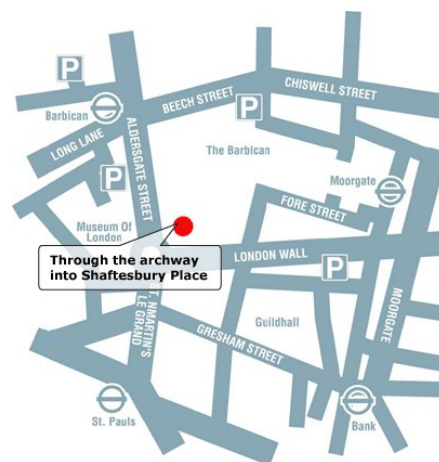 P
CHISWELL STREET
BEECH STREET
P
Barbican
LONG LANE
ALDERSGATE STREET
The Barbican
P
Moorgate
FORE STREET
Museum Of
London
Through the archway
into Shaftesbury Place
LONDON WALL
P
MOORGATE
ST. NMARTIN'S
LE GRAND
Guildhall
GRESHAM STREET
St. Pauls
Bank